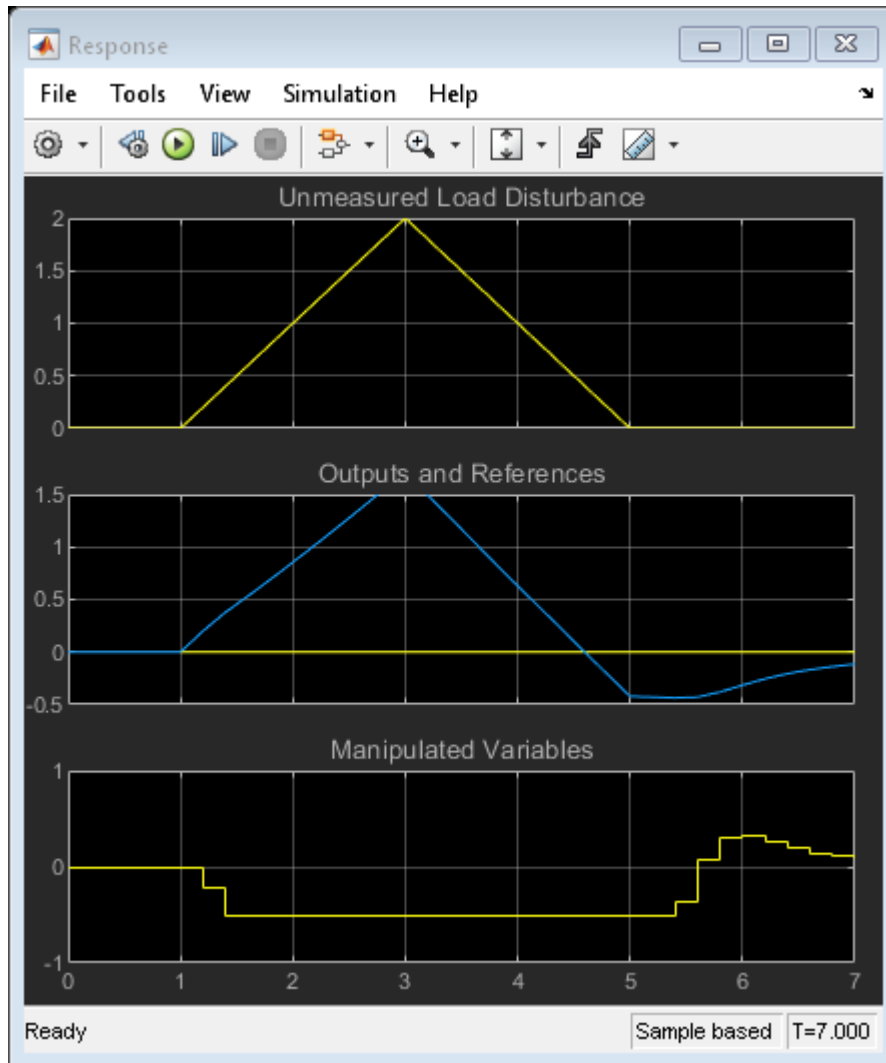 Response
File Tools View Simulation Help
Unmeasured Load Disturbance
2
1.5
1
0.5
0
Outputs and References
1.5
1
0.5
0
-0.5
Manipulated Variables
1
0
-1
0 1 2 3 4 5 6 7
Ready Sample based T=7.000